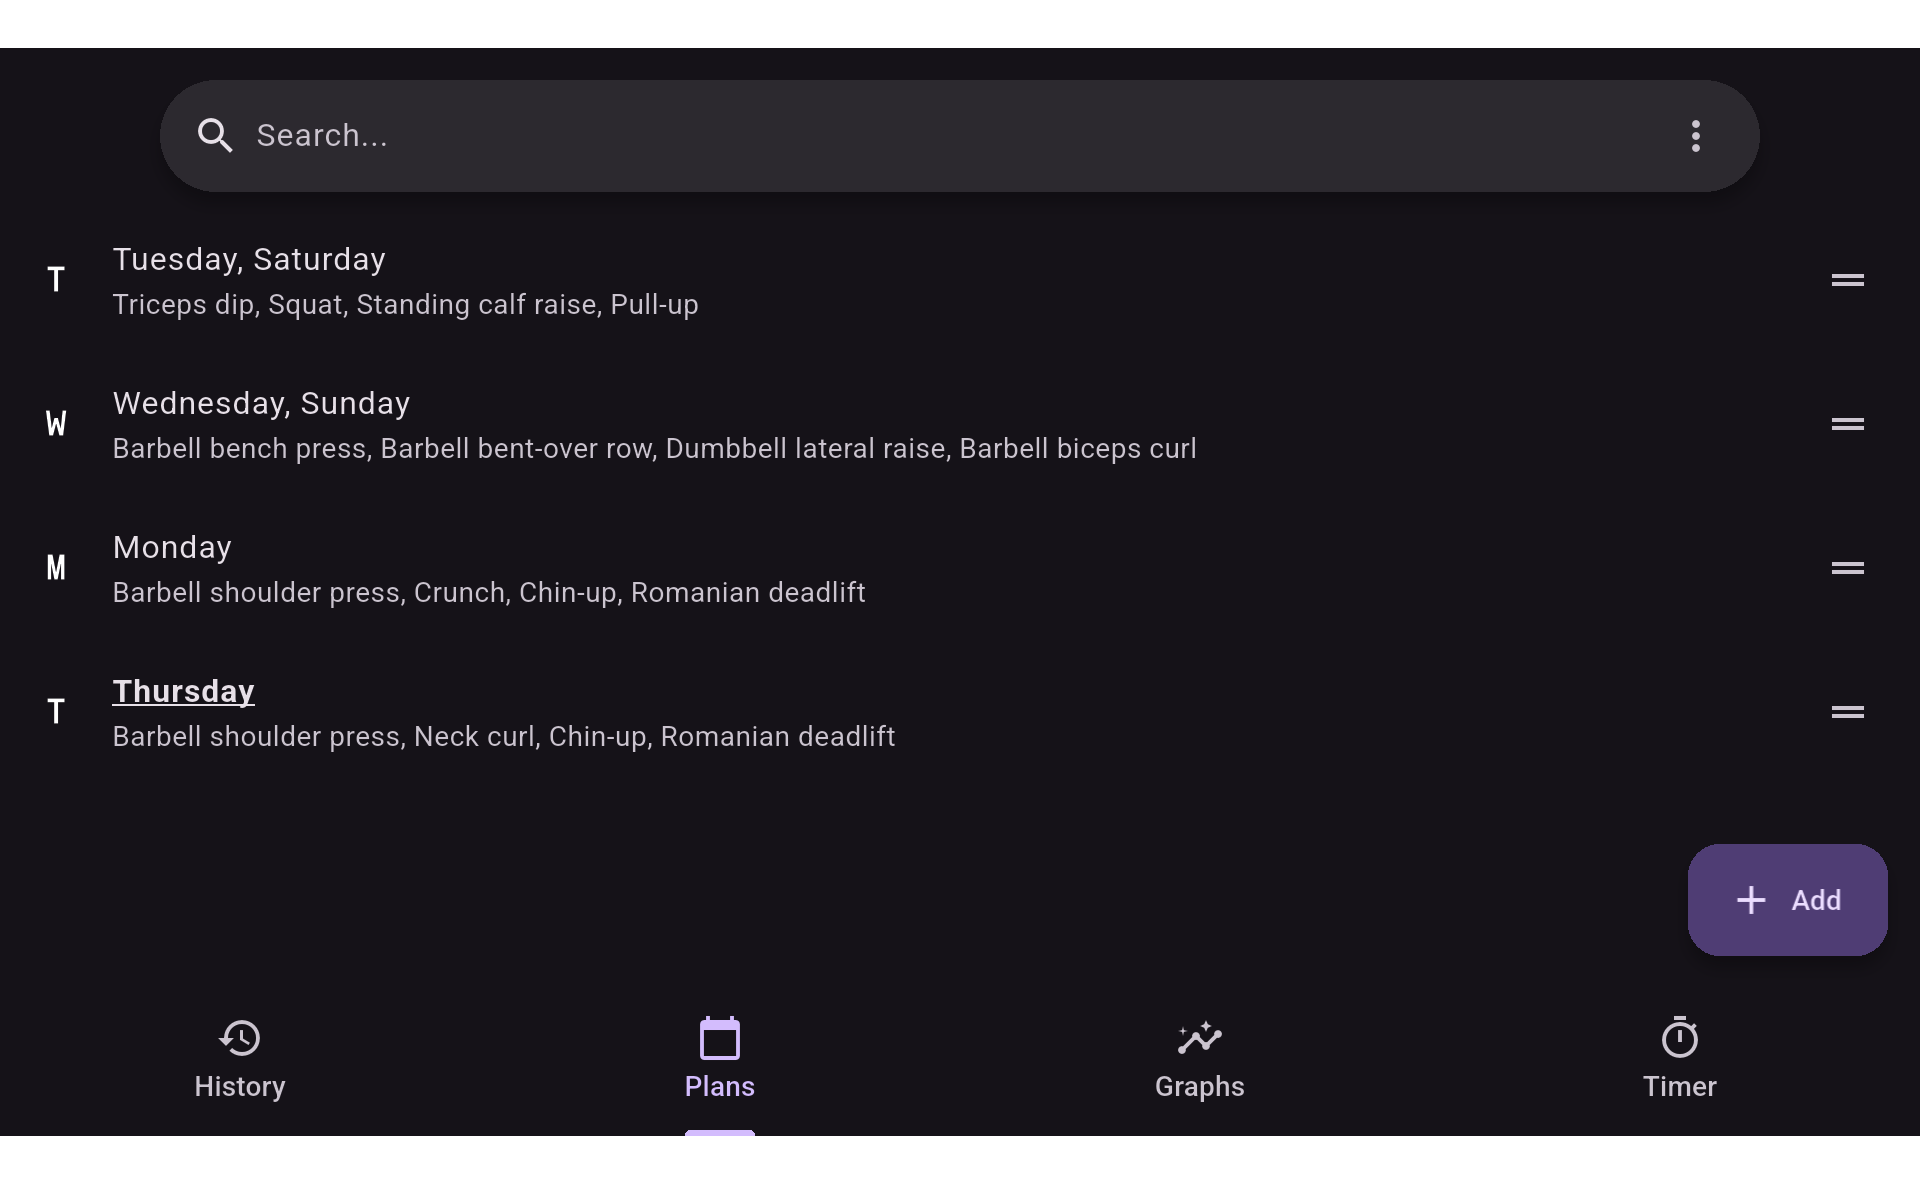 Search...
T
Tuesday, Saturday
Triceps dip, Squat, Standing calf raise, Pull-up
W
Wednesday, Sunday
Barbell bench press, Barbell bent-over row, Dumbbell lateral raise, Barbell biceps curl
M
Monday
Barbell shoulder press, Crunch, Chin-up, Romanian deadlift
T
Thursday
Barbell shoulder press, Neck curl, Chin-up, Romanian deadlift
Add
History
Plans
Graphs
Timer